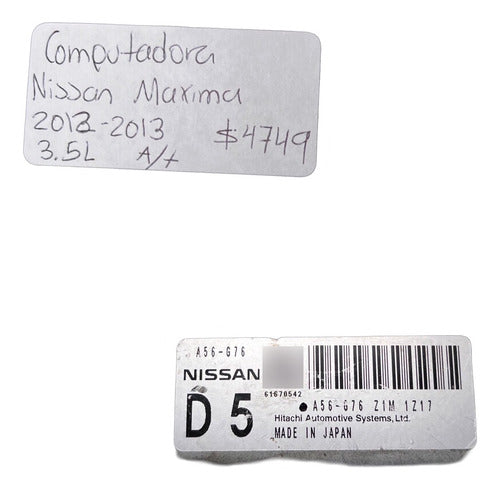 Computadora
Nissan Maxima
2012-2013 $4749
3.5L A/t
A56-G76
NISSAN
61670542
D 5
A56-G76 Z1M 1Z17
Hitachi Automotive Systems,Ltd.
MADE IN JAPAN